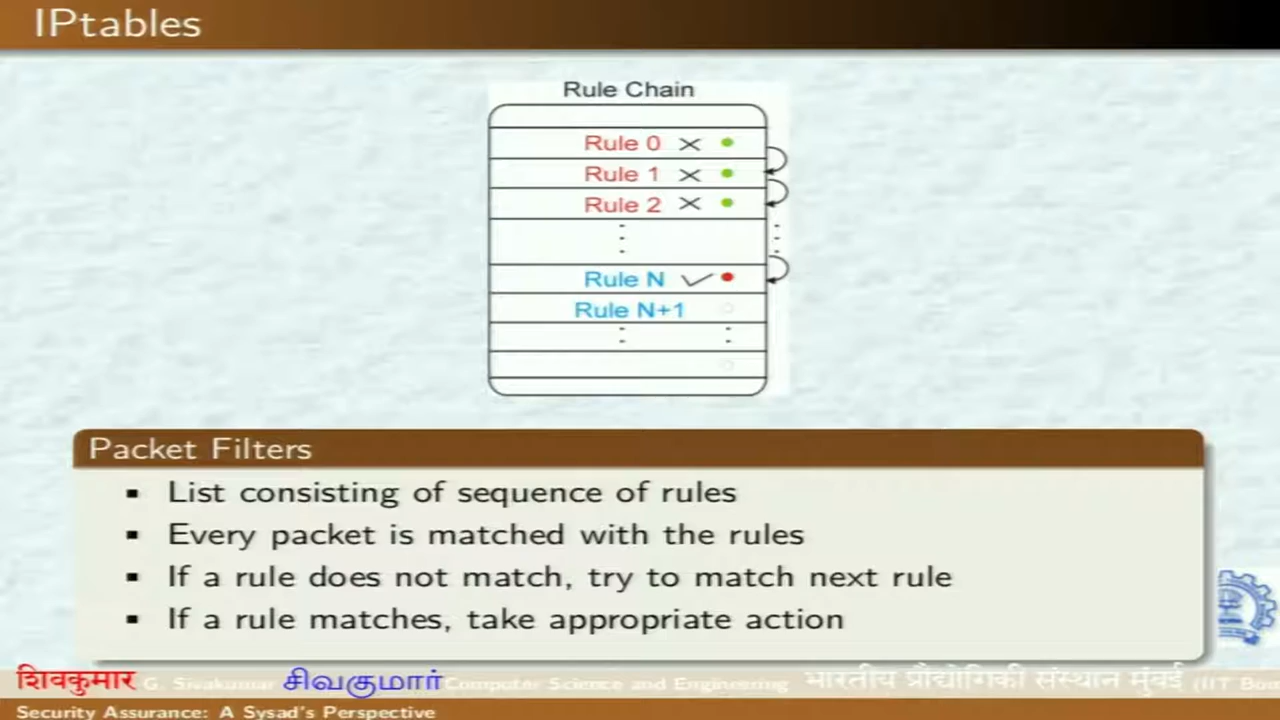 IPtables
Rule Chain
Rule 0
Rule 1
Rule 2
Rule N
Rule N+1
Packet Filters
List consisting of sequence of rules
Every packet is matched with the rules
If a rule does not match, try to match next rule
If a rule matches, take appropriate action
शिवकुमार G. Sivakumar சிவகுமார் Computer Science and Engineering भारतीय प्रौद्योगिकी संस्थान मुंबई (IIT Bom
Security Assurance: A Sysad's Perspective